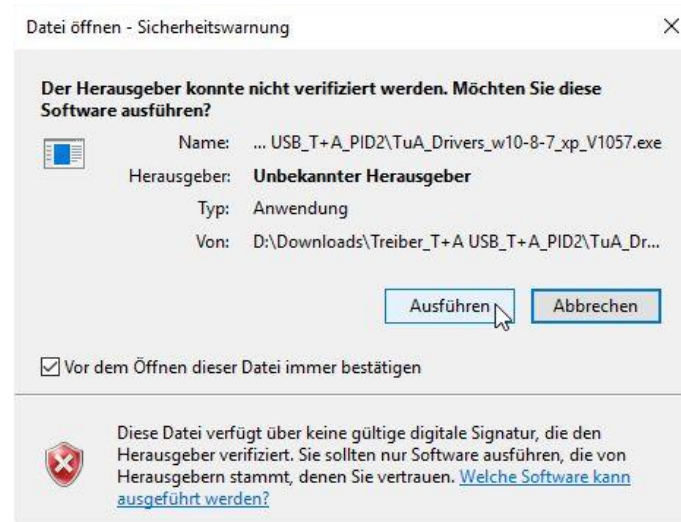 Datei öffnen - Sicherheitswarnung
Der Herausgeber konnte nicht verifiziert werden. Möchten Sie diese
Software ausführen?
Name: ... USB_T+A_PID2\TuA_Drivers_w10-8-7_xp_V1057.exe
Herausgeber: Unbekannter Herausgeber
Typ: Anwendung
Von: D:\Downloads\Treiber_T+A USB_T+A_PID2\TuA_Dr...
Ausführen Abbrechen
Vor dem Öffnen dieser Datei immer bestätigen
Diese Datei verfügt über keine gültige digitale Signatur, die den
Herausgeber verifiziert. Sie sollten nur Software ausführen, die von
Herausgebern stammt, denen Sie vertrauen. Welche Software kann
ausgeführt werden?